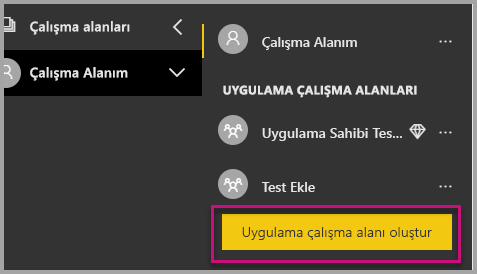 Çalışma alanları
Çalışma Alanım
Çalışma Alanım
UYGULAMA ÇALIŞMA ALANLARI
Uygulama Sahibi Tes...
Test Ekle
Uygulama çalışma alanı oluştur